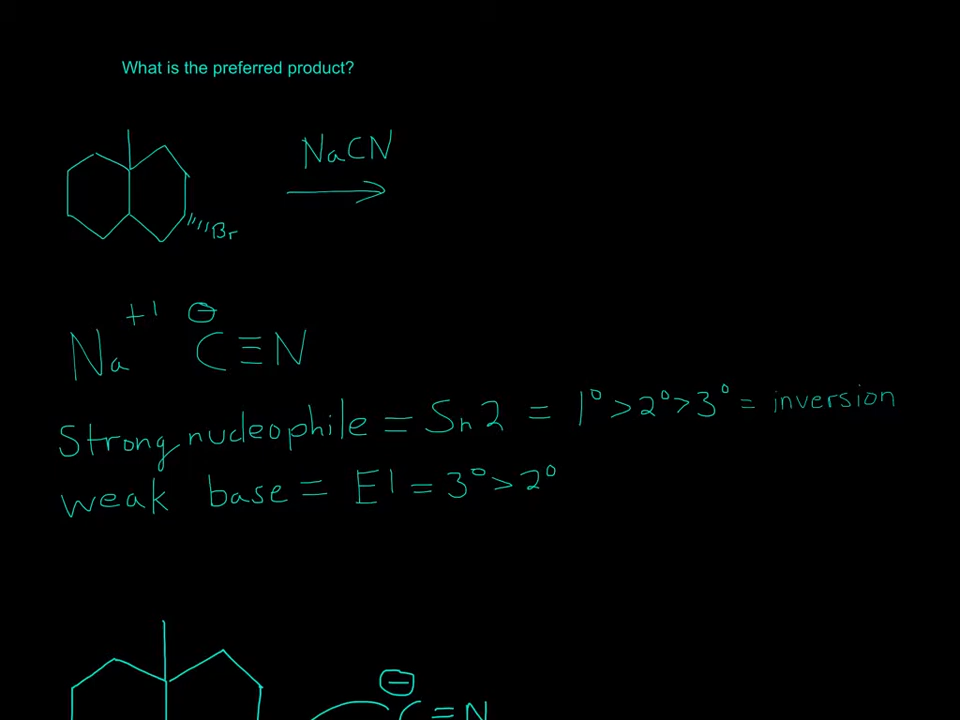 What is the preferred product?
NaCN
Br
Na +1 ⊖ C≡N
Strong nucleophile = Sn2 = 1° > 2° > 3° = inversion
weak base = E1 = 3° > 2°
⊖
C≡N